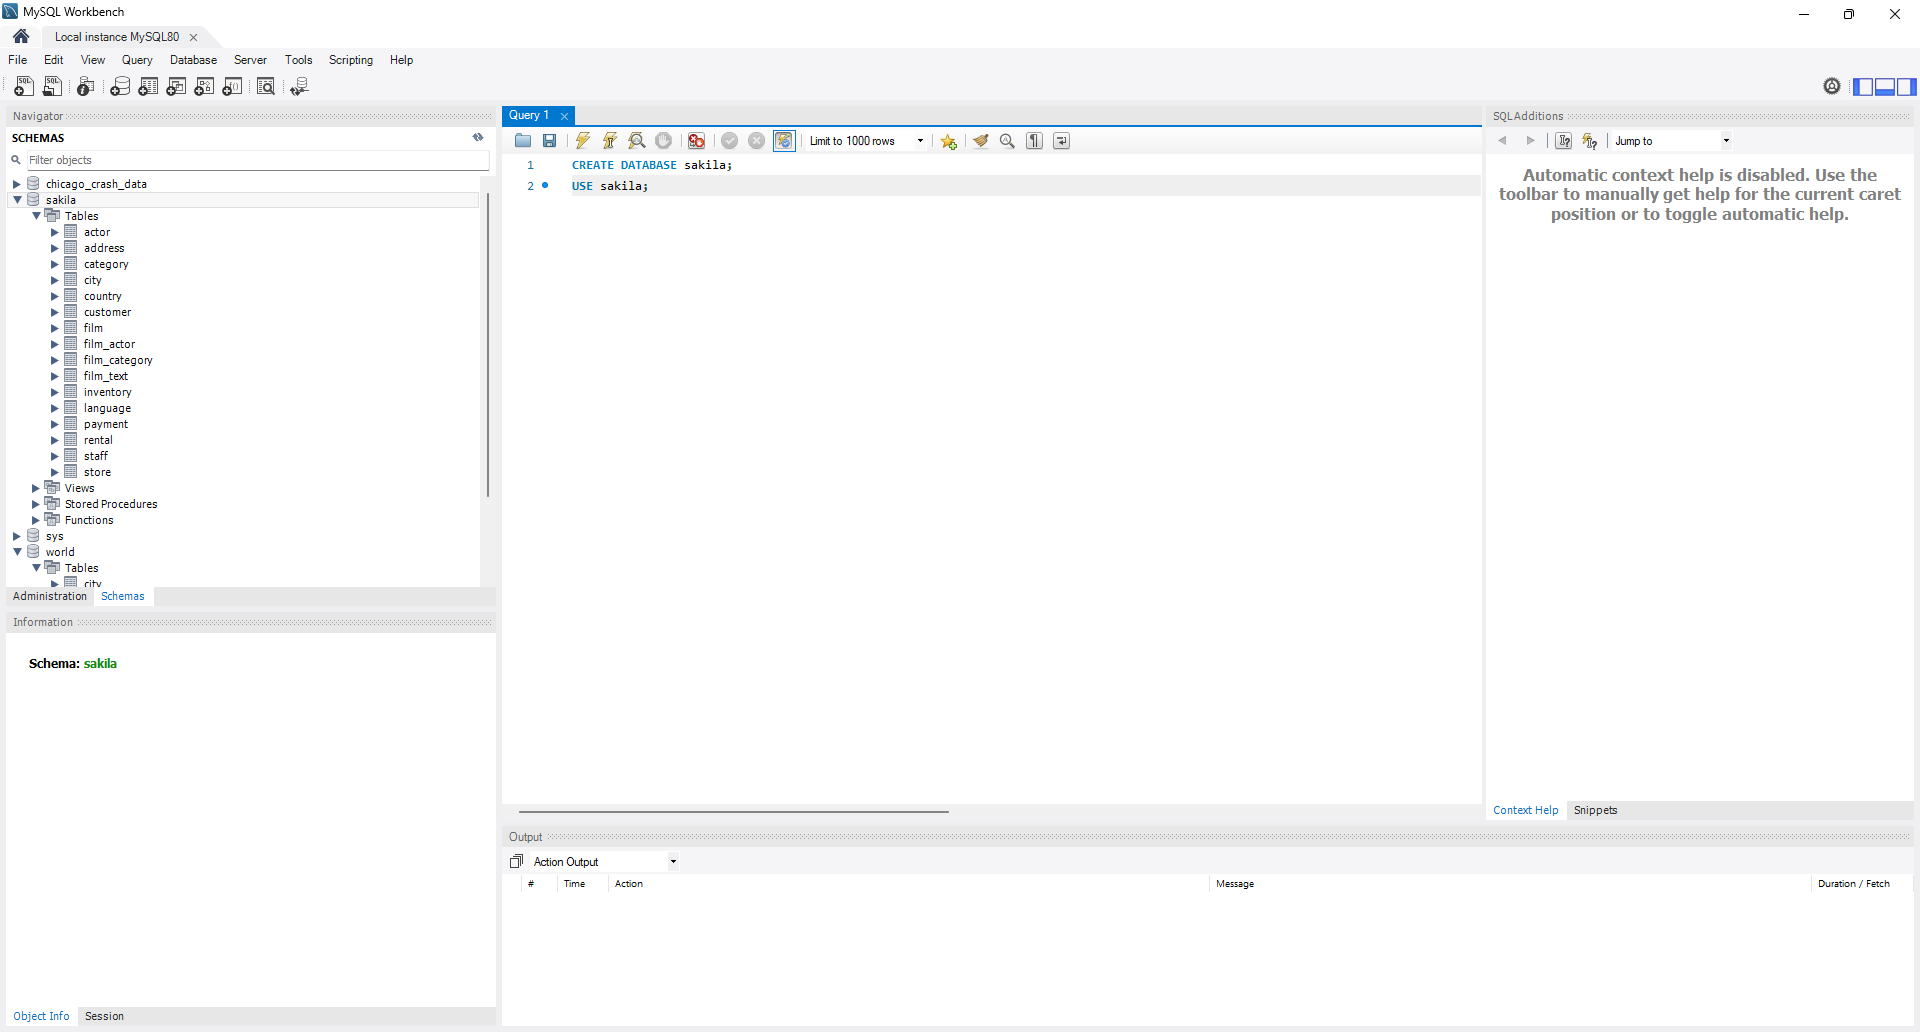 MySQL Workbench
Local instance MySQL80
File Edit View Query Database Server Tools Scripting Help
Navigator
SCHEMAS
Filter objects
chicago_crash_data
sakila
Tables
actor
address
category
city
country
customer
film
film_actor
film_category
film_text
inventory
language
payment
rental
staff
store
Views
Stored Procedures
Functions
sys
world
Tables
city
Administration Schemas
Information
Schema: sakila
Object Info Session
Query 1
Limit to 1000 rows
1 CREATE DATABASE sakila;
2 USE sakila;
SQLAdditions
Jump to
Automatic context help is disabled. Use the
toolbar to manually get help for the current caret
position or to toggle automatic help.
Context Help Snippets
Output
Action Output
# Time Action Message Duration / Fetch